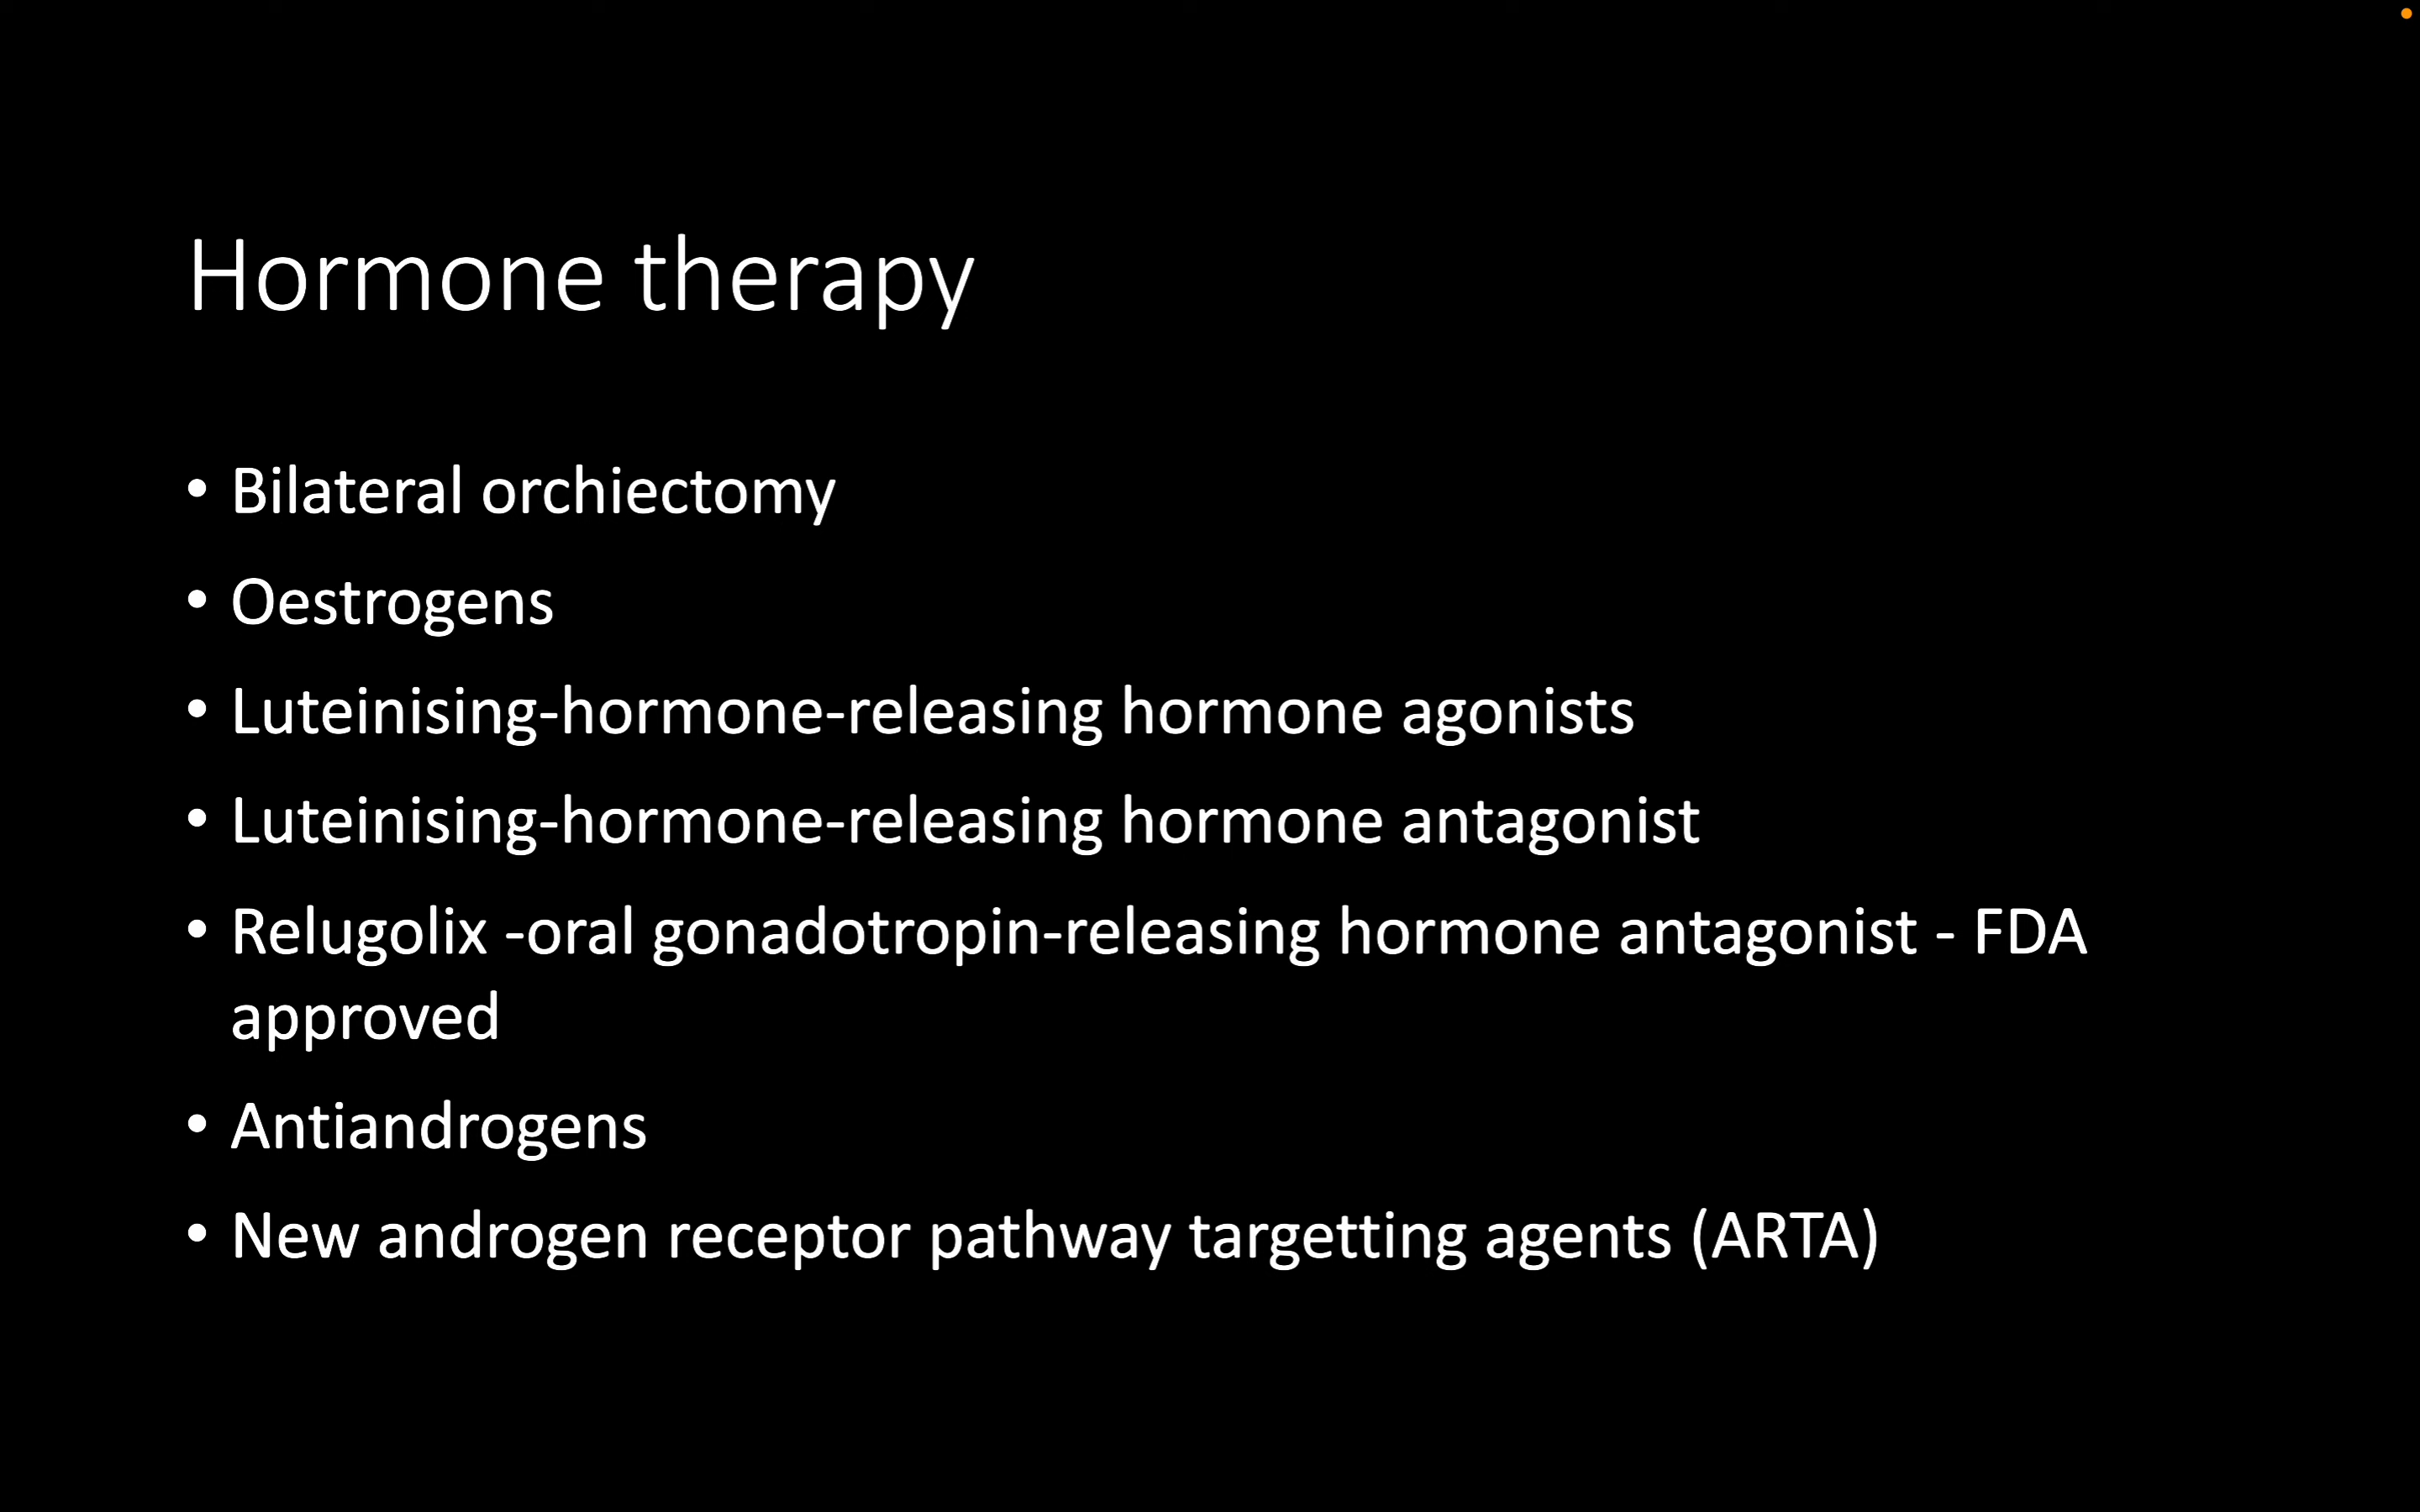 Hormone therapy
• Bilateral orchiectomy
• Oestrogens
• Luteinising-hormone-releasing hormone agonists
• Luteinising-hormone-releasing hormone antagonist
• Relugolix -oral gonadotropin-releasing hormone antagonist - FDA
approved
• Antiandrogens
• New androgen receptor pathway targetting agents (ARTA)